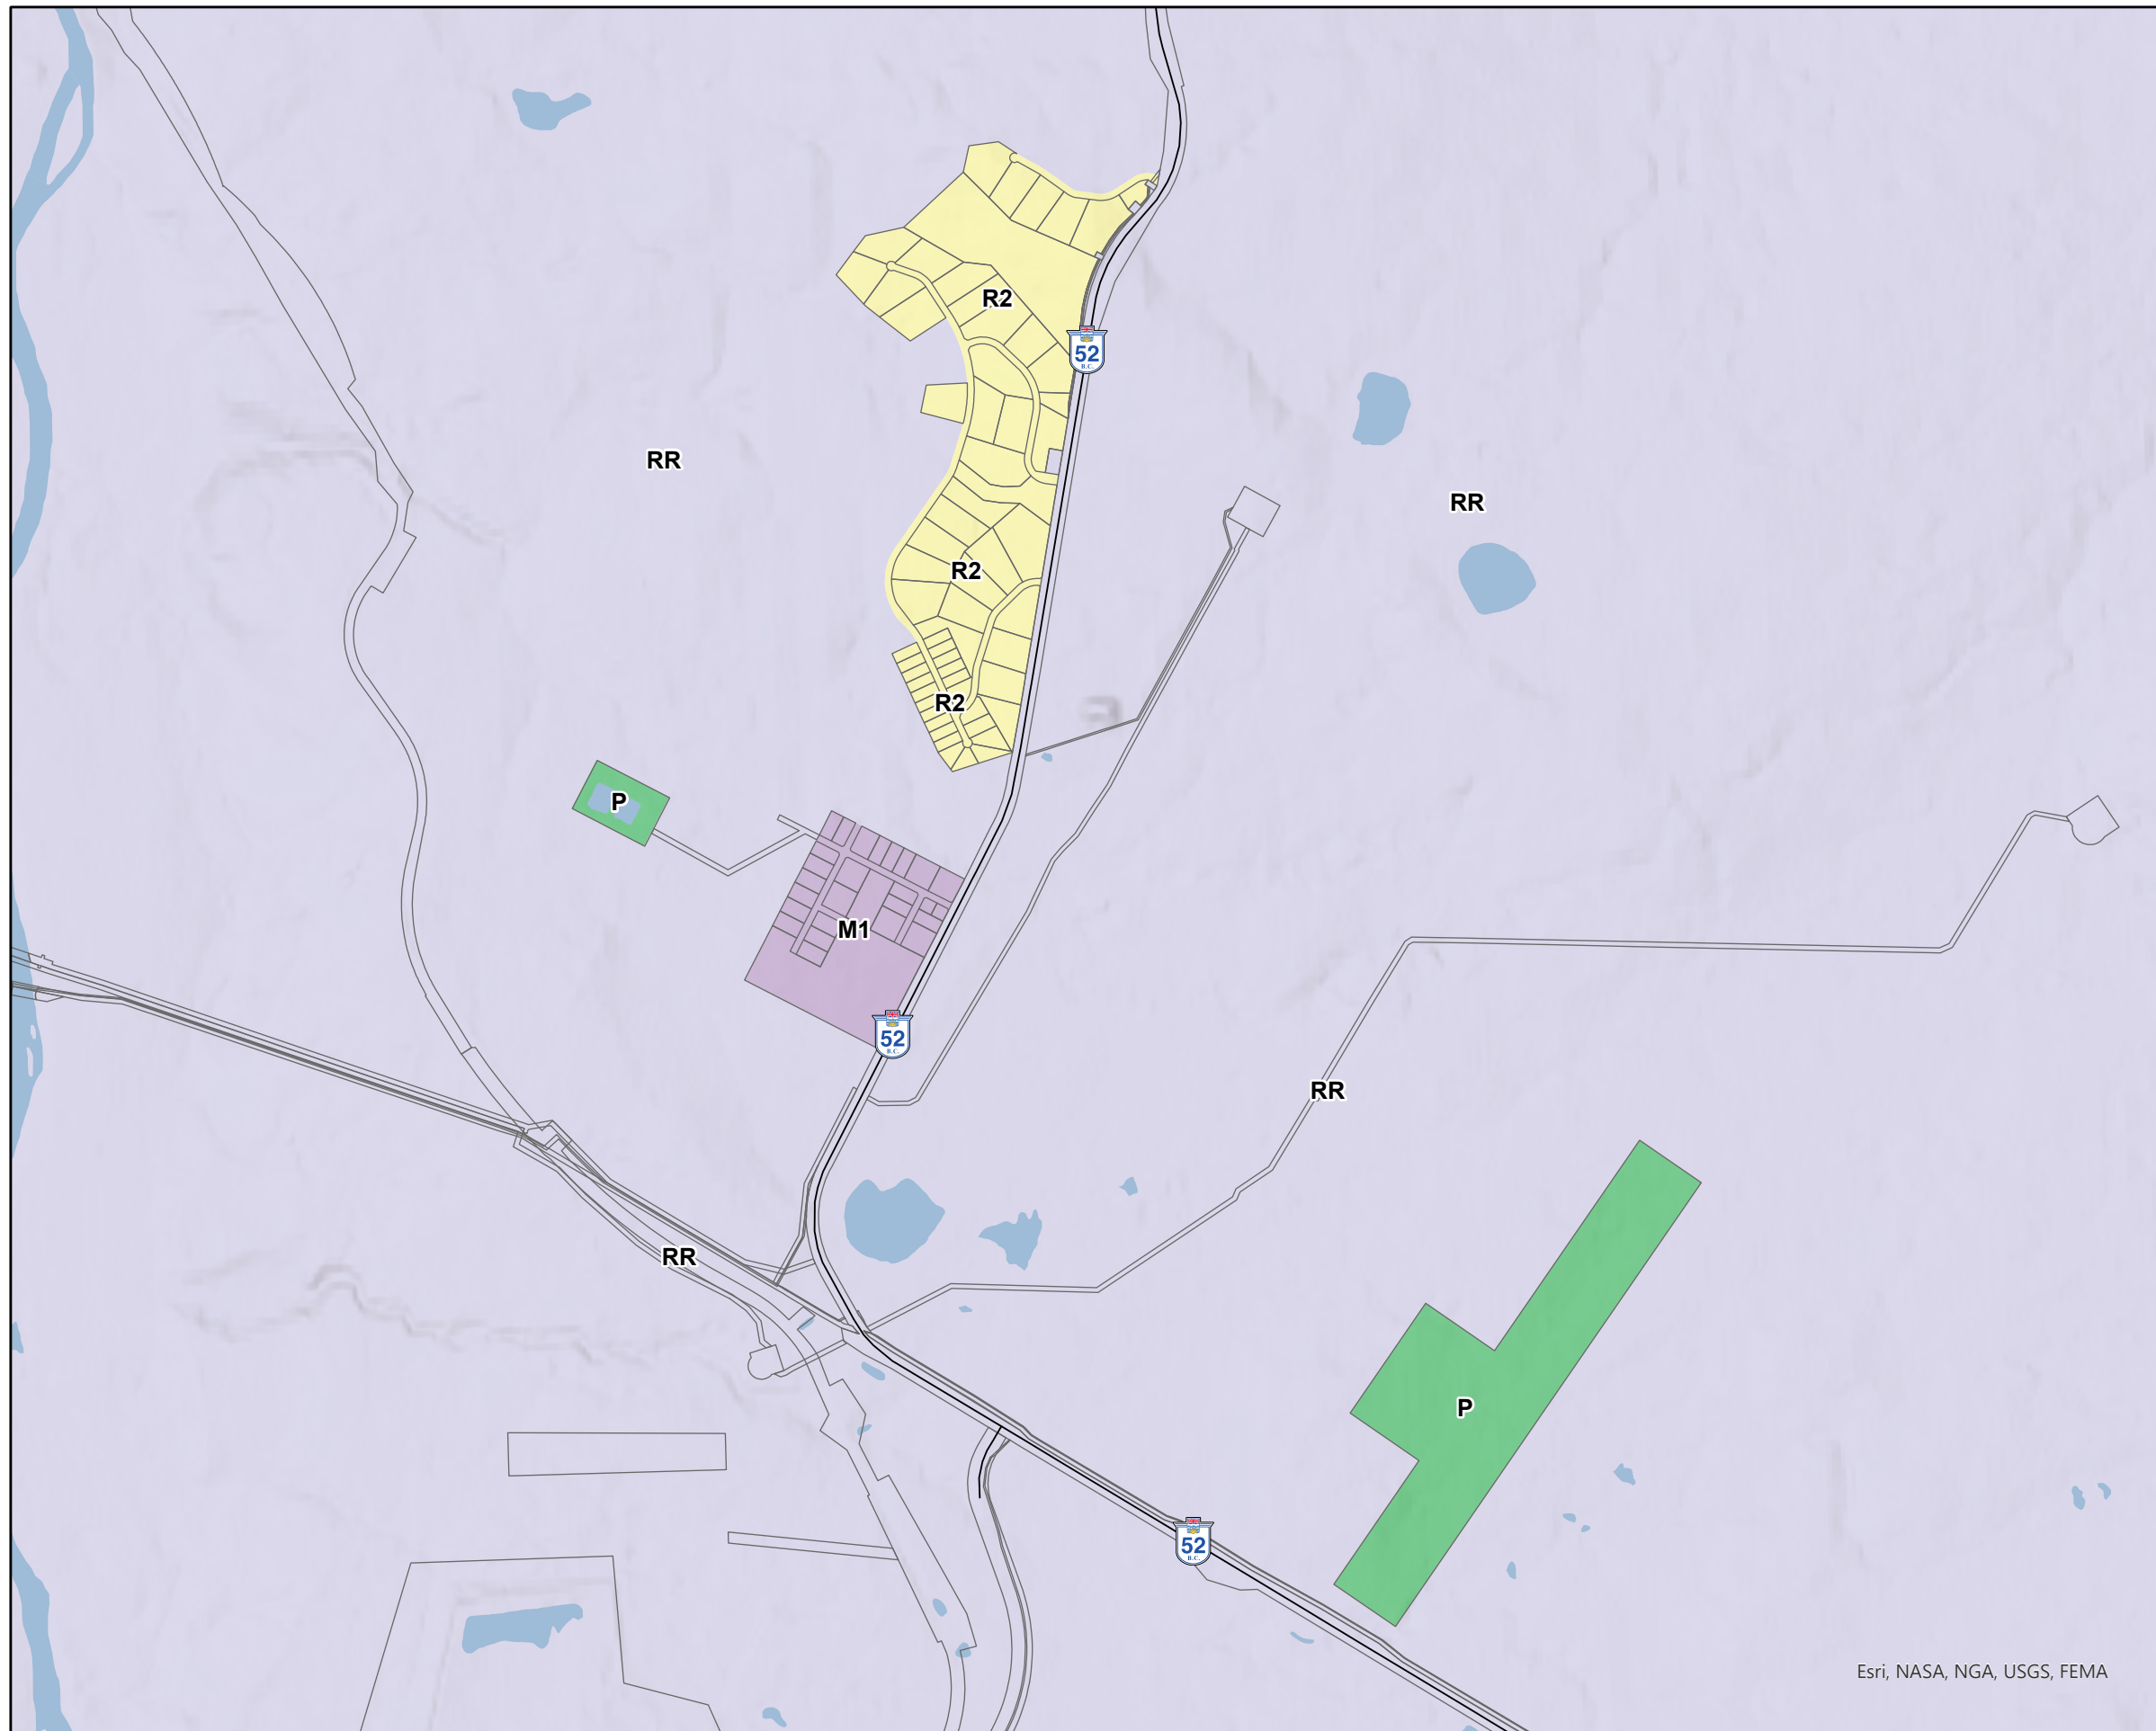 R2
52
B.C.
RR
RR
R2
R2
P
M1
52
B.C.
RR
RR
P
52
B.C.
Esri, NASA, NGA, USGS, FEMA